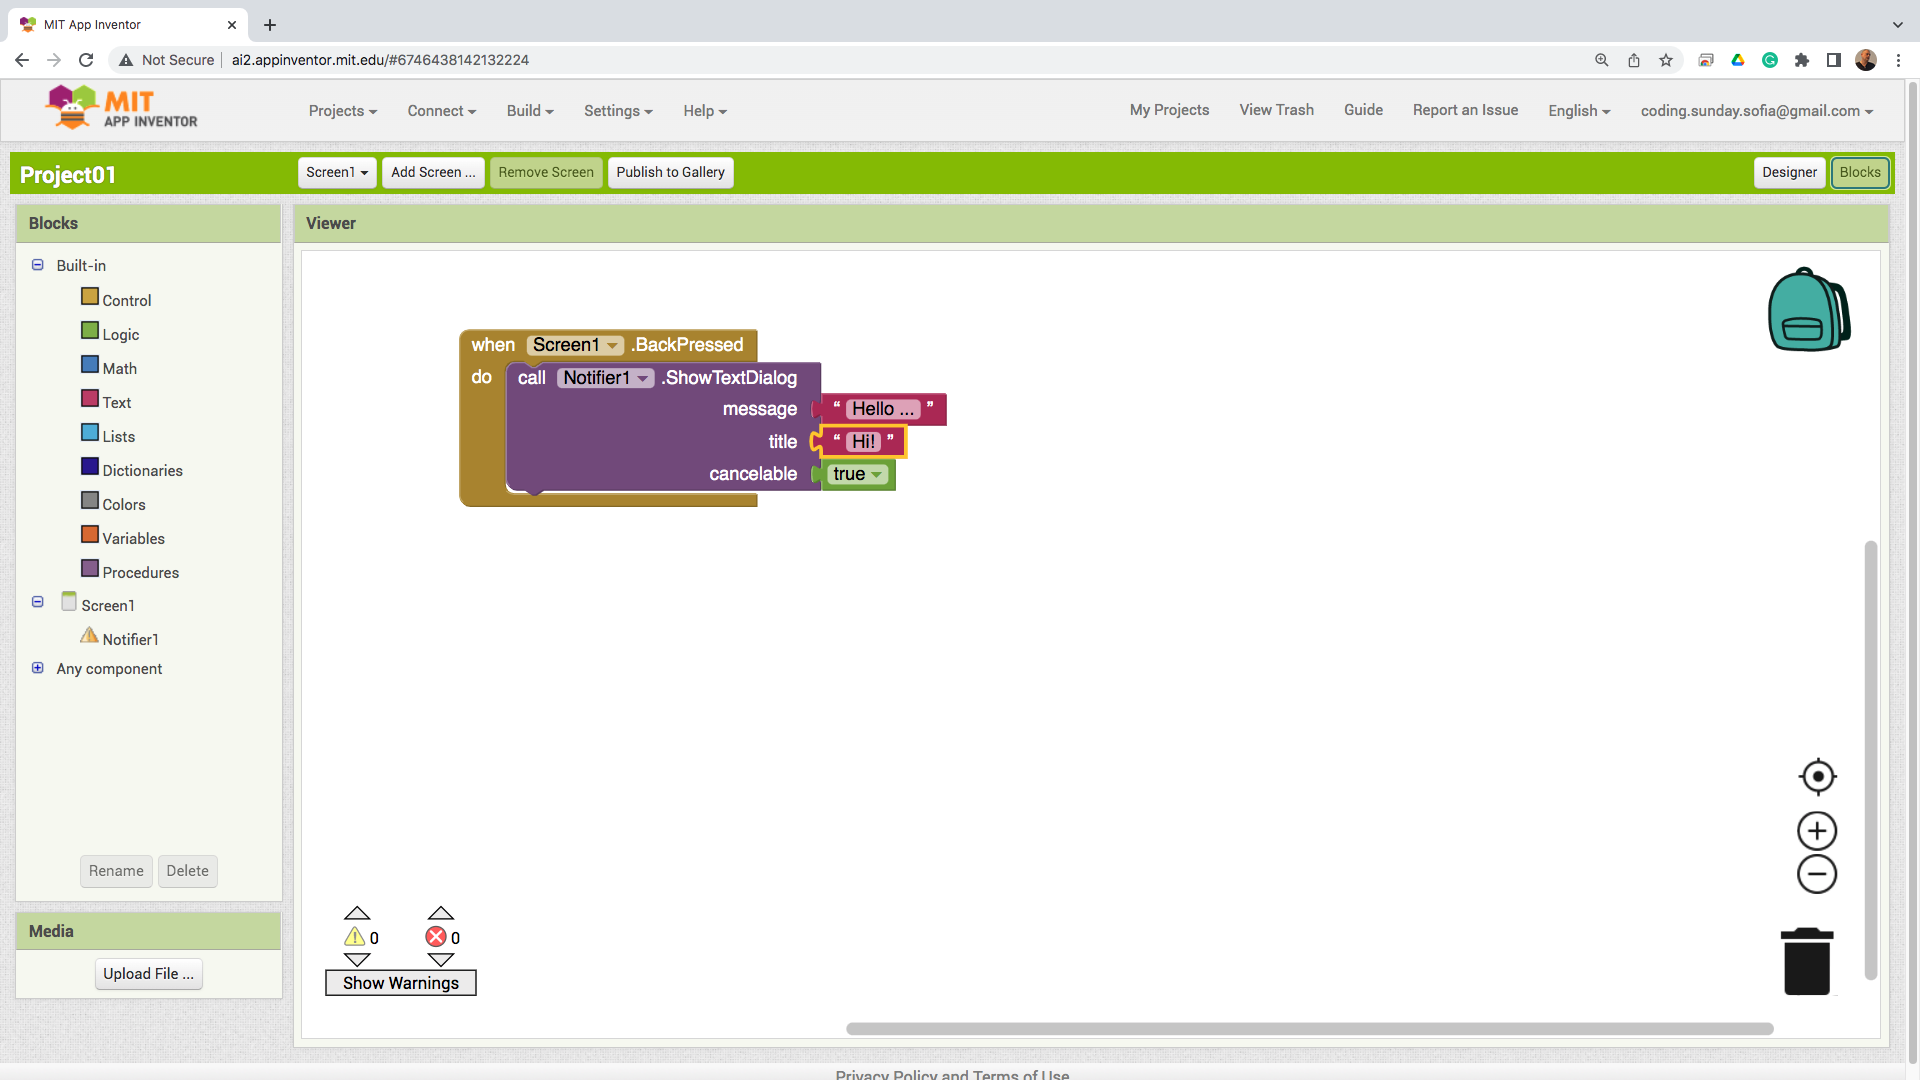 MIT App Inventor
Not Secure
ai2.appinventor.mit.edu/#6746438142132224
MIT
APP INVENTOR
Projects
Connect
Build
Settings
Help
My Projects
View Trash
Guide
Report an Issue
English
coding.sunday.sofia@gmail.com
Project01
Screen1
Add Screen ...
Remove Screen
Publish to Gallery
Designer
Blocks
Blocks
Viewer
Built-in
Control
Logic
Math
Text
Lists
Dictionaries
Colors
Variables
Procedures
Screen1
Notifier1
Any component
Rename
Delete
Media
Upload File ...
when Screen1 .BackPressed
do call Notifier1 .ShowTextDialog
message “ Hello ... ”
title “ Hi! ”
cancelable true
0
0
Show Warnings
Privacy Policy and Terms of Use